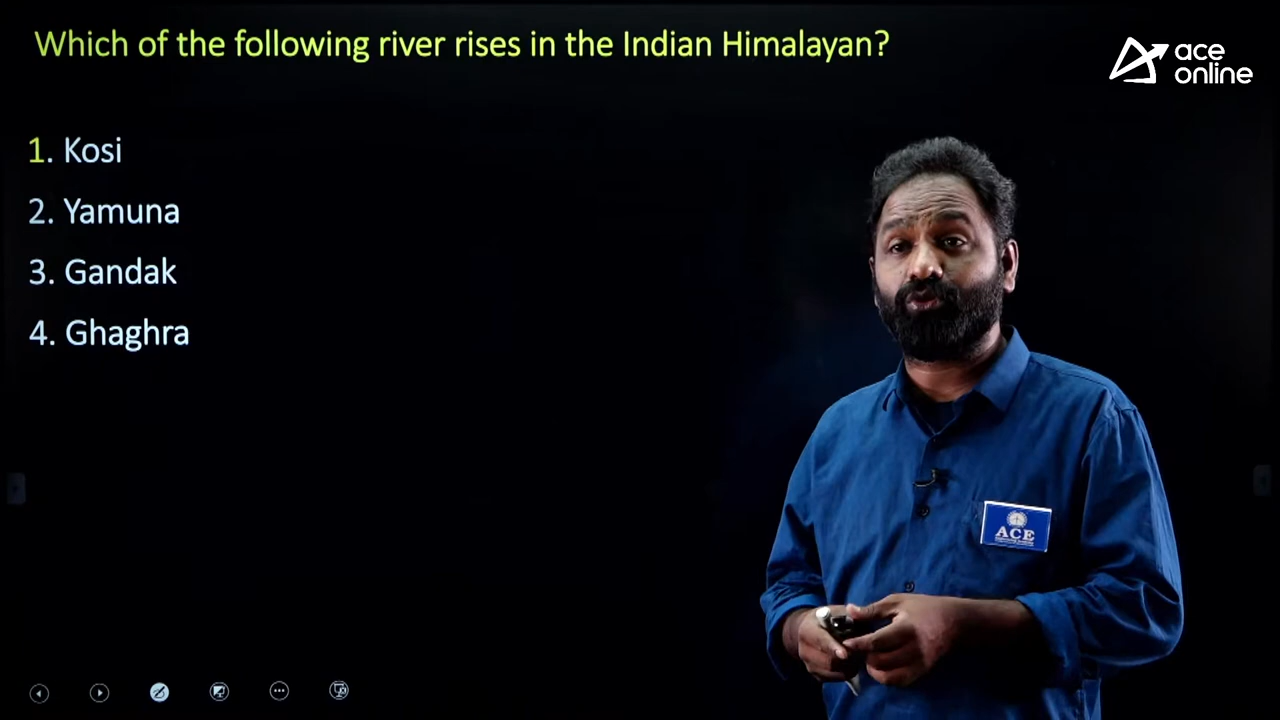 Which of the following river rises in the Indian Himalayan?
ace
online
1. Kosi
2. Yamuna
3. Gandak
4. Ghaghra
ACE